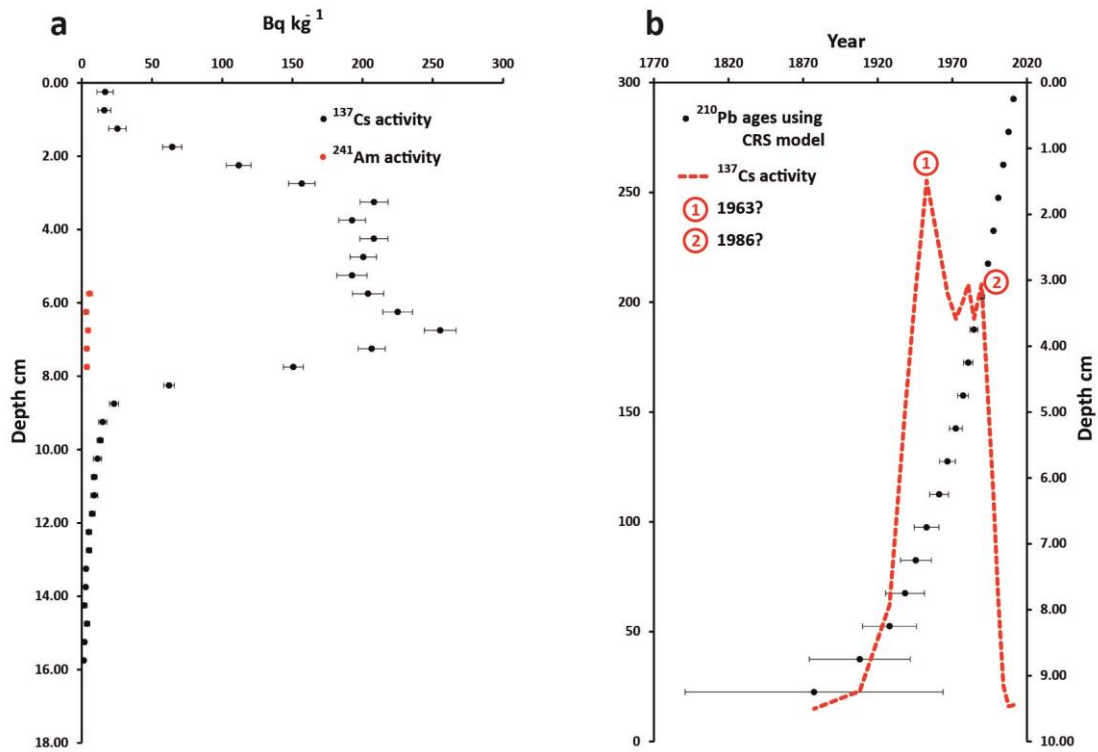 a
Bq kg-1
0 50 100 150 200 250 300
0.00
2.00
4.00
6.00
8.00
10.00
12.00
14.00
16.00
18.00
Depth cm
137Cs activity
241Am activity
b
Year
1770 1820 1870 1920 1970 2020
300
250
200
150
100
50
0
210Pb ages using
CRS model
137Cs activity
1 1963?
2 1986?
1
2
0.00
1.00
2.00
3.00
4.00
5.00
6.00
7.00
8.00
9.00
10.00
Depth cm